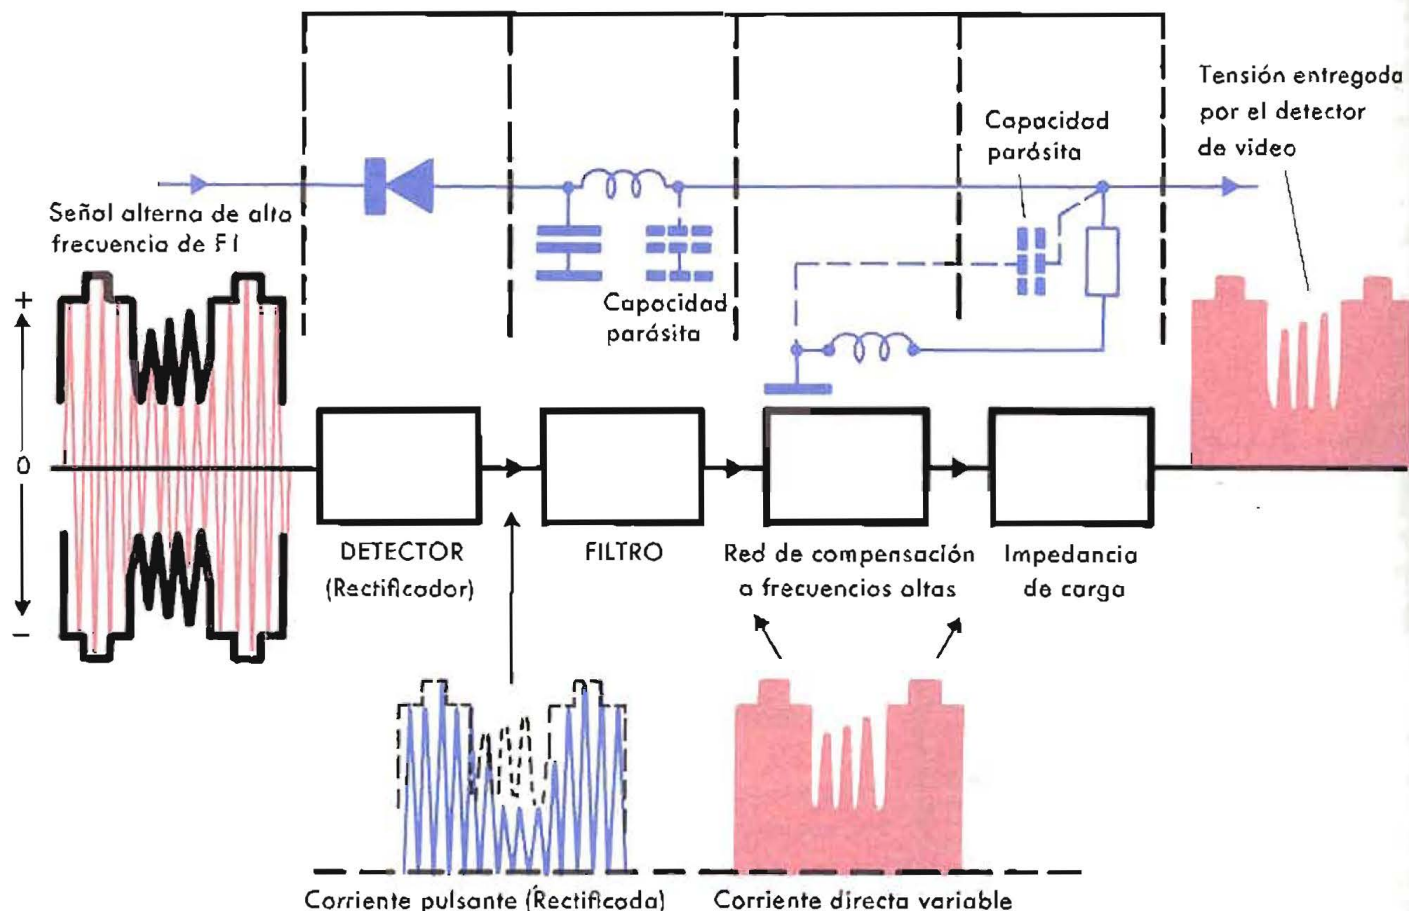 Tensión entregada
por el detector
de video
Capacidad
parásita
Señal alterna de alta
frecuencia de FI
Capacidad
parásita
+
0
−
DETECTOR
(Rectificador)
FILTRO
Red de compensación
a frecuencias altas
Impedancia
de carga
Corriente pulsante (Rectificada)
Corriente directa variable